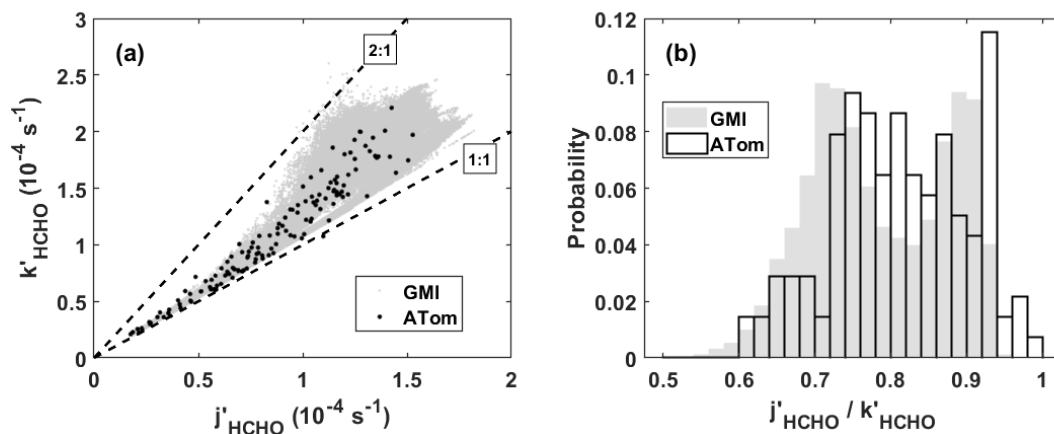 (a)
2:1
1:1
3
2.5
2
1.5
1
0.5
0
k'HCHO (10⁻⁴ s⁻¹)
0 0.5 1 1.5 2
j'HCHO (10⁻⁴ s⁻¹)
GMI
ATom
(b)
0.12
0.1
0.08
0.06
0.04
0.02
0
Probability
0.5 0.6 0.7 0.8 0.9 1
j'HCHO / k'HCHO
GMI
ATom